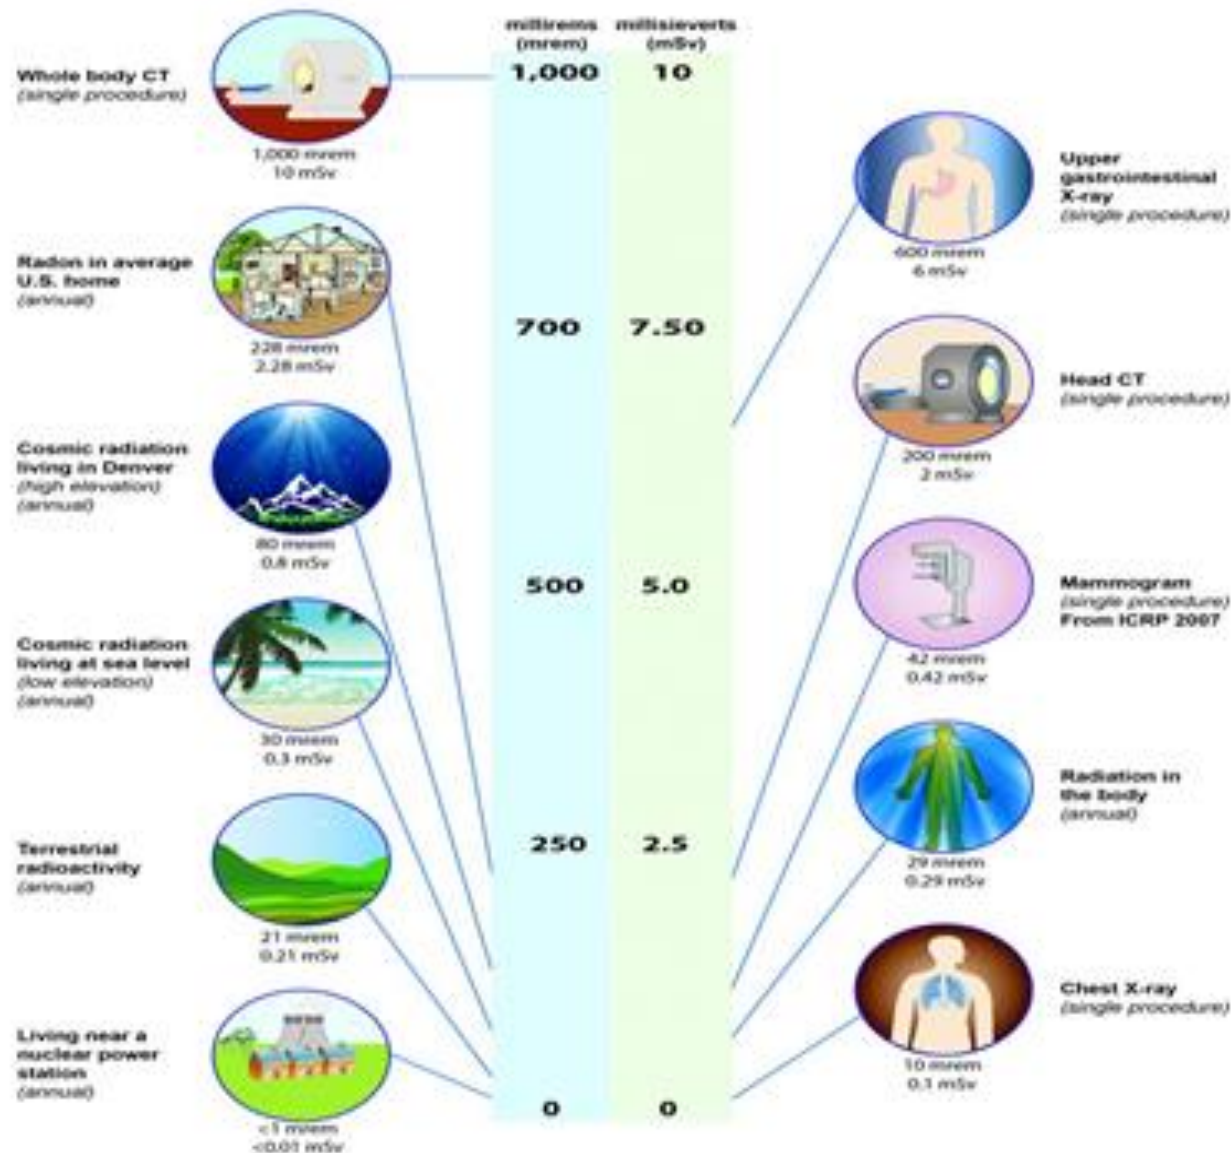 millirems
(mrem)
millisieverts
(mSv)
1,000
10
700
7.50
500
5.0
250
2.5
0
0
Whole body CT
(single procedure)
1,000 mrem
10 mSv
Radon in average
U.S. home
(annual)
228 mrem
2.28 mSv
Cosmic radiation
living in Denver
(high elevation)
(annual)
80 mrem
0.8 mSv
Cosmic radiation
living at sea level
(low elevation)
(annual)
30 mrem
0.3 mSv
Terrestrial
radioactivity
(annual)
21 mrem
0.21 mSv
Living near a
nuclear power
station
(annual)
<1 mrem
<0.01 mSv
Upper
gastrointestinal
X-ray
(single procedure)
600 mrem
6 mSv
Head CT
(single procedure)
200 mrem
2 mSv
Mammogram
(single procedure)
From ICRP 2007
42 mrem
0.42 mSv
Radiation in
the body
(annual)
29 mrem
0.29 mSv
Chest X-ray
(single procedure)
10 mrem
0.1 mSv